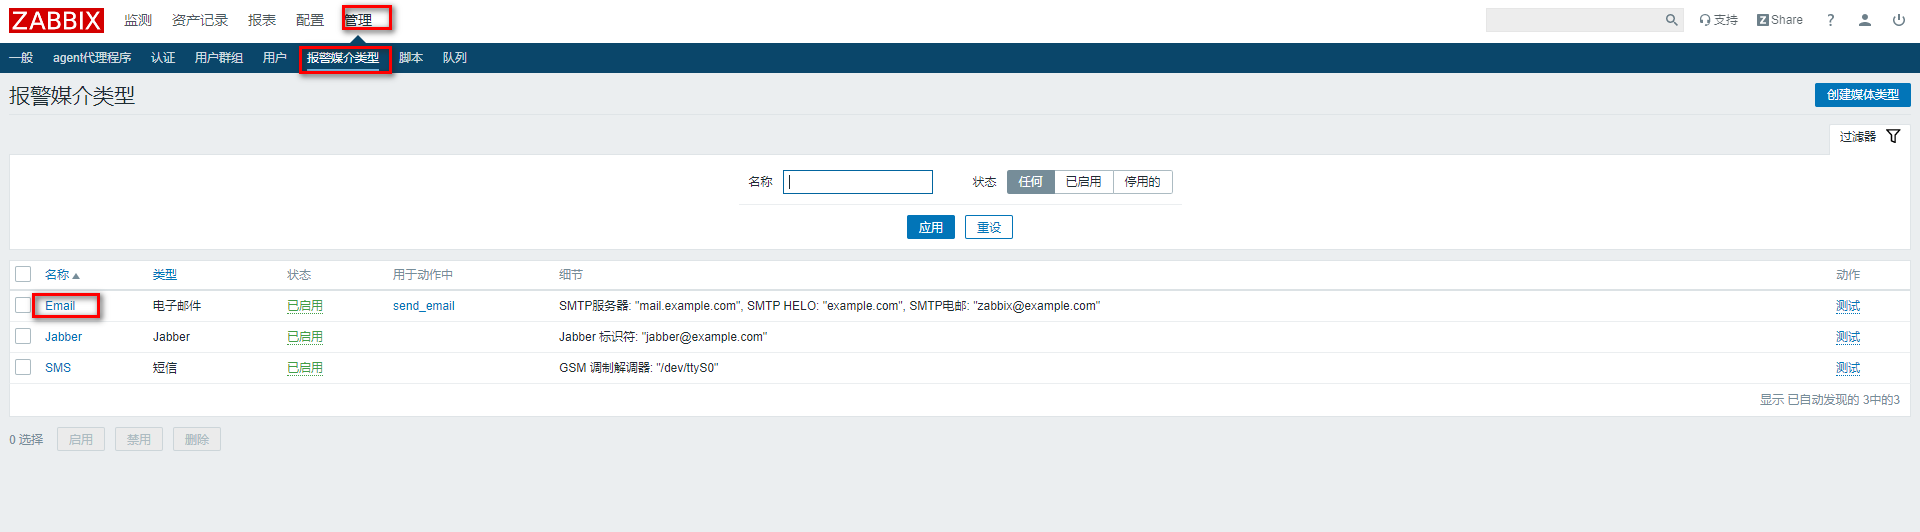 ZABBIX 监测 资产记录 报表 配置 管理 支持 Z Share ?
一般 agent代理程序 认证 用户群组 用户 报警媒介类型 脚本 队列
报警媒介类型 创建媒体类型
过滤器
名称 状态 任何 已启用 停用的
应用 重设
名称 类型 状态 用于动作中 细节 动作
Email 电子邮件 已启用 send_email SMTP服务器: "mail.example.com", SMTP HELO: "example.com", SMTP电邮: "zabbix@example.com" 测试
Jabber Jabber 已启用 Jabber 标识符: "jabber@example.com" 测试
SMS 短信 已启用 GSM 调制解调器: "/dev/ttyS0" 测试
显示 已自动发现的 3中的3
0 选择 启用 禁用 删除